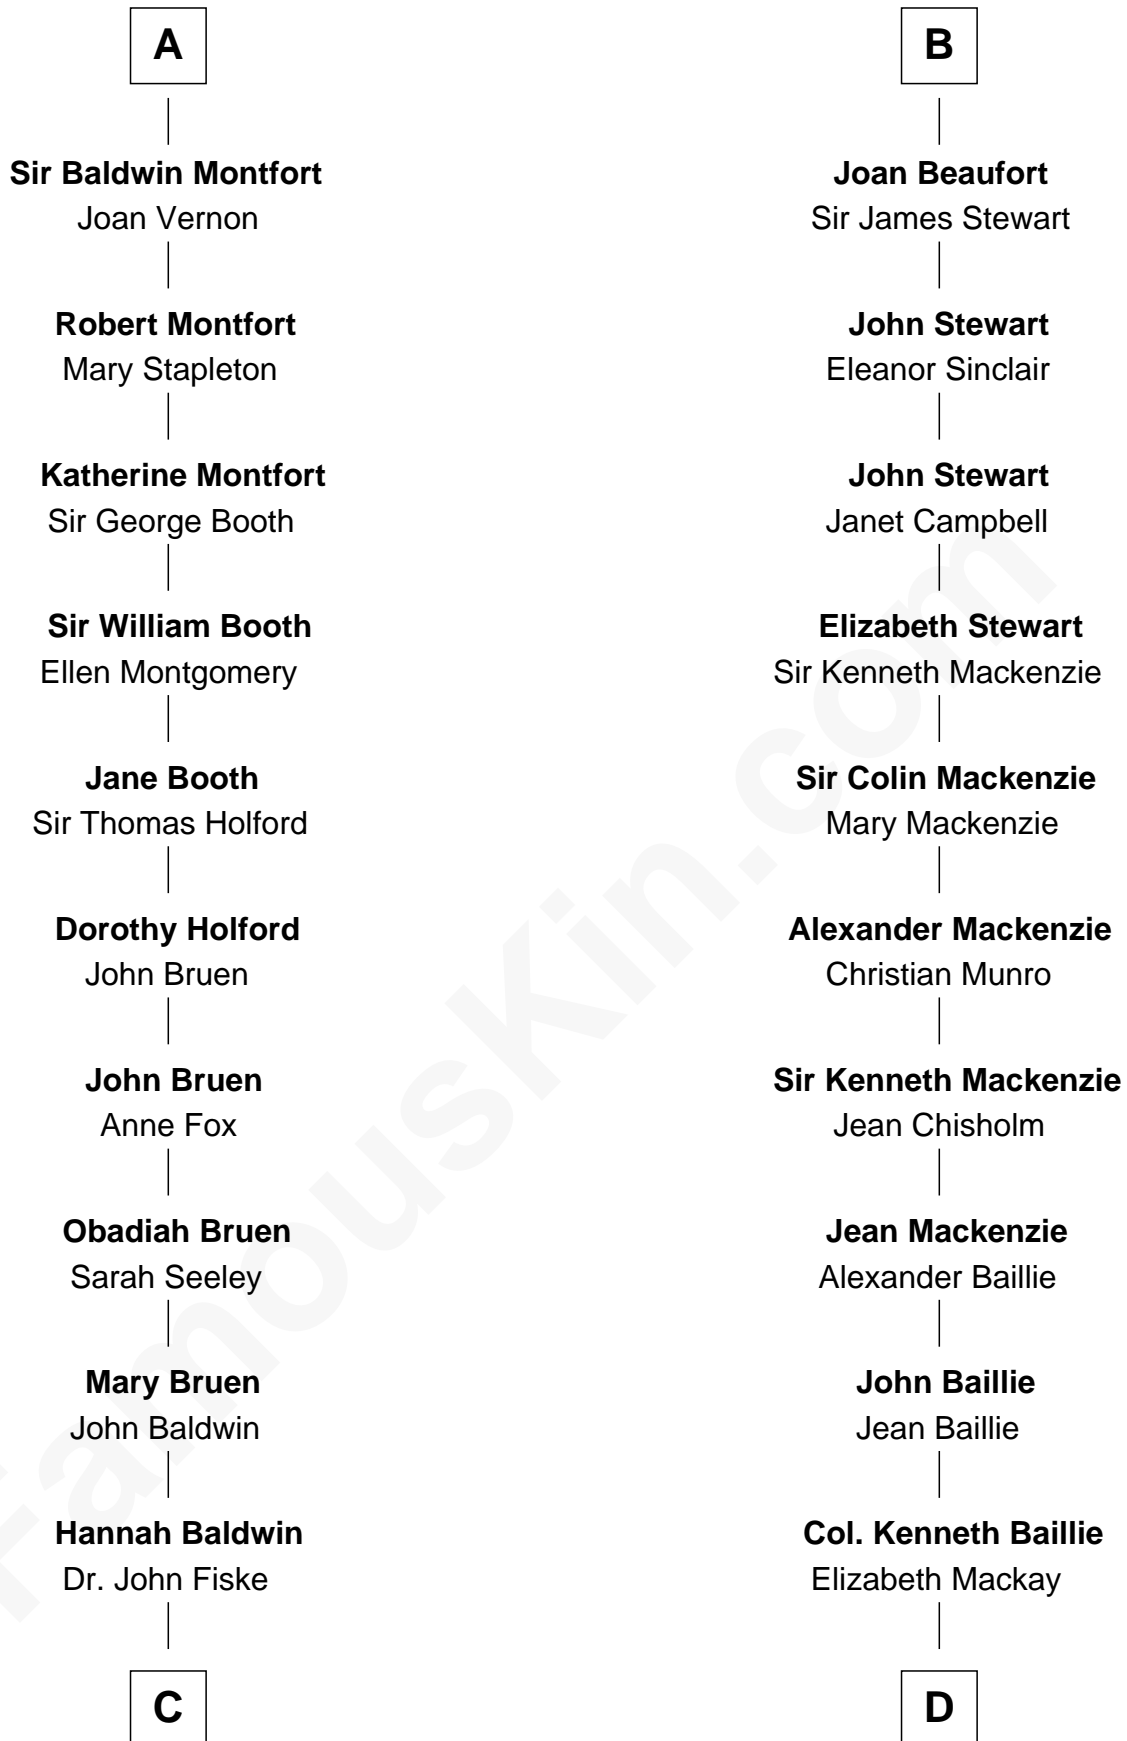 A
Sir Baldwin Montfort
Joan Vernon
Robert Montfort
Mary Stapleton
Katherine Montfort
Sir George Booth
Sir William Booth
Ellen Montgomery
Jane Booth
Sir Thomas Holford
Dorothy Holford
John Bruen
John Bruen
Anne Fox
Obadiah Bruen
Sarah Seeley
Mary Bruen
John Baldwin
Hannah Baldwin
Dr. John Fiske
C
B
Joan Beaufort
Sir James Stewart
John Stewart
Eleanor Sinclair
John Stewart
Janet Campbell
Elizabeth Stewart
Sir Kenneth Mackenzie
Sir Colin Mackenzie
Mary Mackenzie
Alexander Mackenzie
Christian Munro
Sir Kenneth Mackenzie
Jean Chisholm
Jean Mackenzie
Alexander Baillie
John Baillie
Jean Baillie
Col. Kenneth Baillie
Elizabeth Mackay
D
FamousKin.com